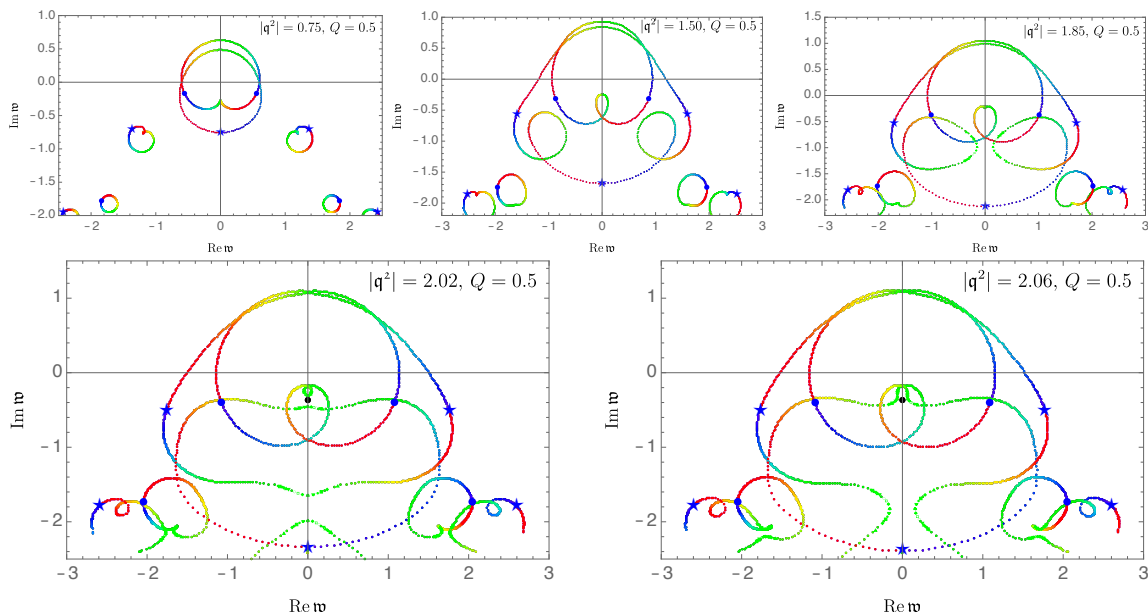 |𝔮²| = 0.75, Q = 0.5
1.0
0.5
0.0
−0.5
−1.0
−1.5
−2.0
Im 𝔴
−2 −1 0 1 2
Re 𝔴
|𝔮²| = 1.50, Q = 0.5
1.0
0.5
0.0
−0.5
−1.0
−1.5
−2.0
Im 𝔴
−3 −2 −1 0 1 2 3
Re 𝔴
|𝔮²| = 1.85, Q = 0.5
1.5
1.0
0.5
0.0
−0.5
−1.0
−1.5
−2.0
Im 𝔴
−3 −2 −1 0 1 2 3
Re 𝔴
|𝔮²| = 2.02, Q = 0.5
1
0
−1
−2
Im 𝔴
−3 −2 −1 0 1 2 3
Re 𝔴
|𝔮²| = 2.06, Q = 0.5
1
0
−1
−2
Im 𝔴
−3 −2 −1 0 1 2 3
Re 𝔴